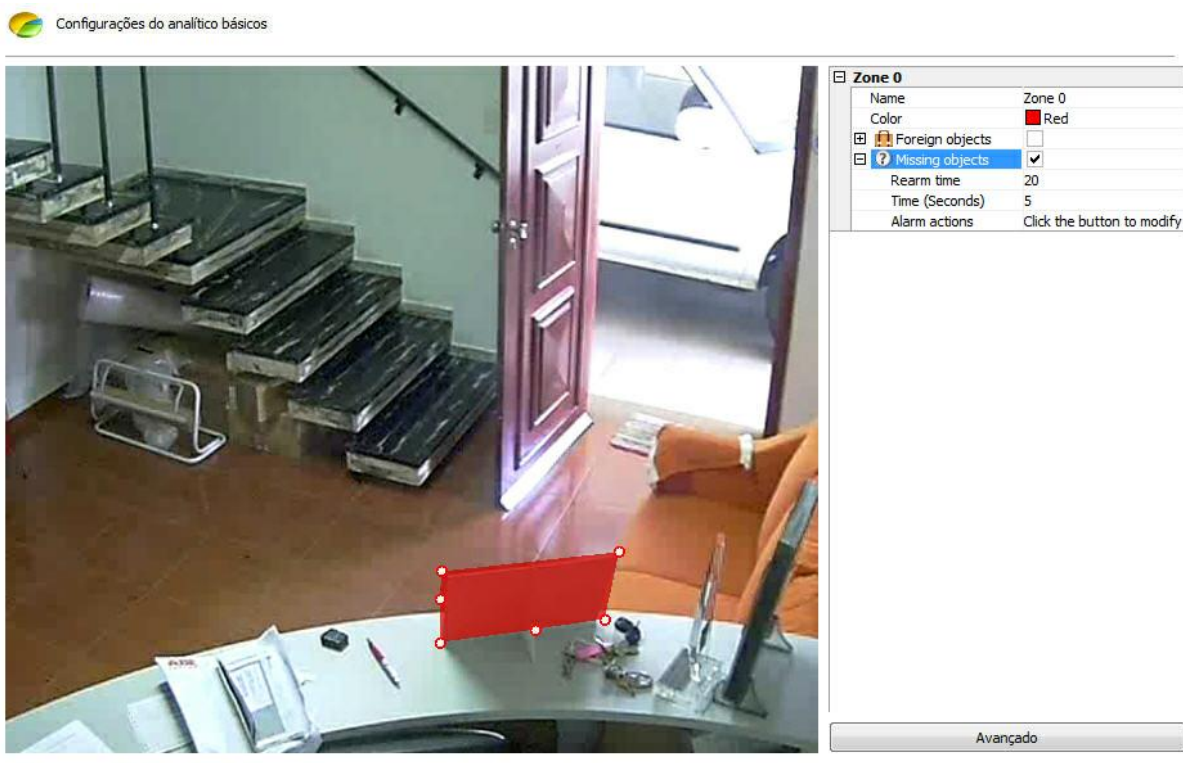 Configurações do analítico básicos
Zone 0
Name Zone 0
Color Red
Foreign objects
Missing objects
Rearm time 20
Time (Seconds) 5
Alarm actions Click the button to modify
Avançado